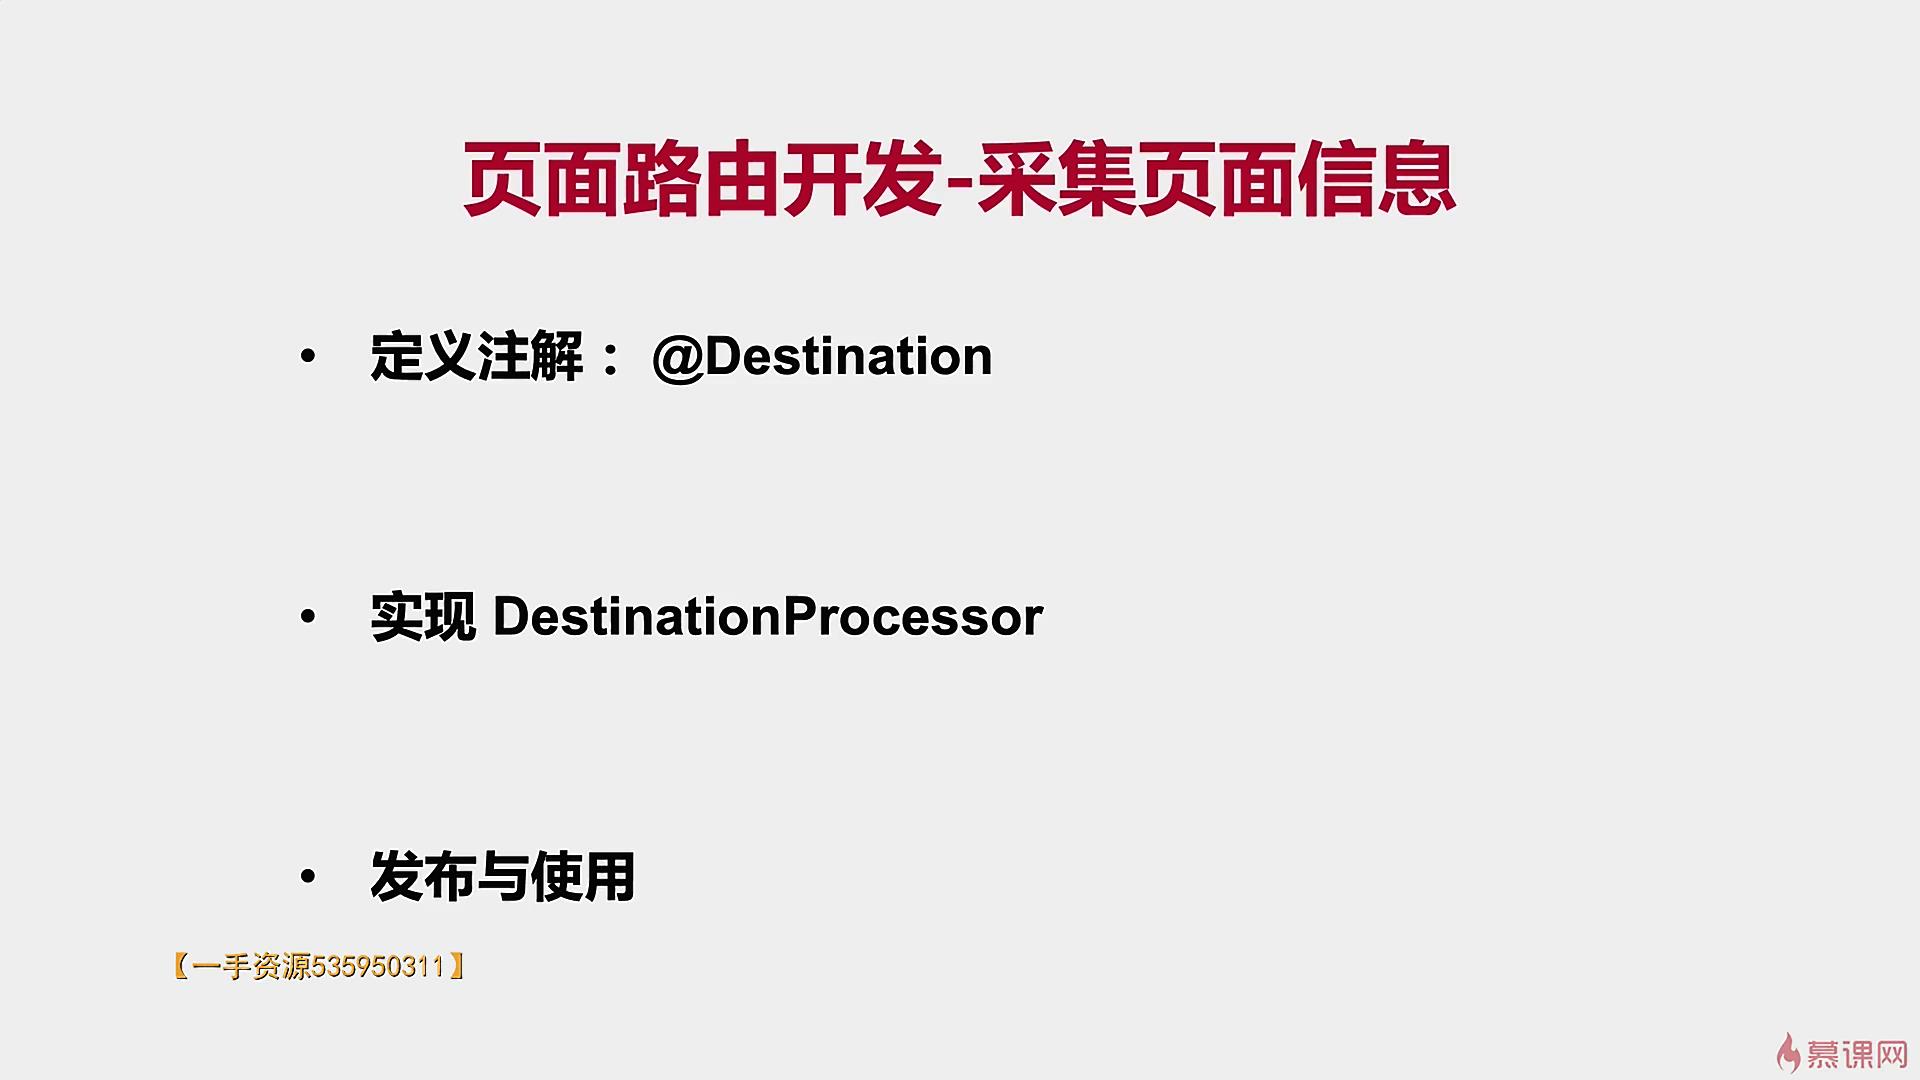 页面路由开发-采集页面信息
• 定义注解： @Destination
• 实现 DestinationProcessor
• 发布与使用
【一手资源535950311】
慕课网